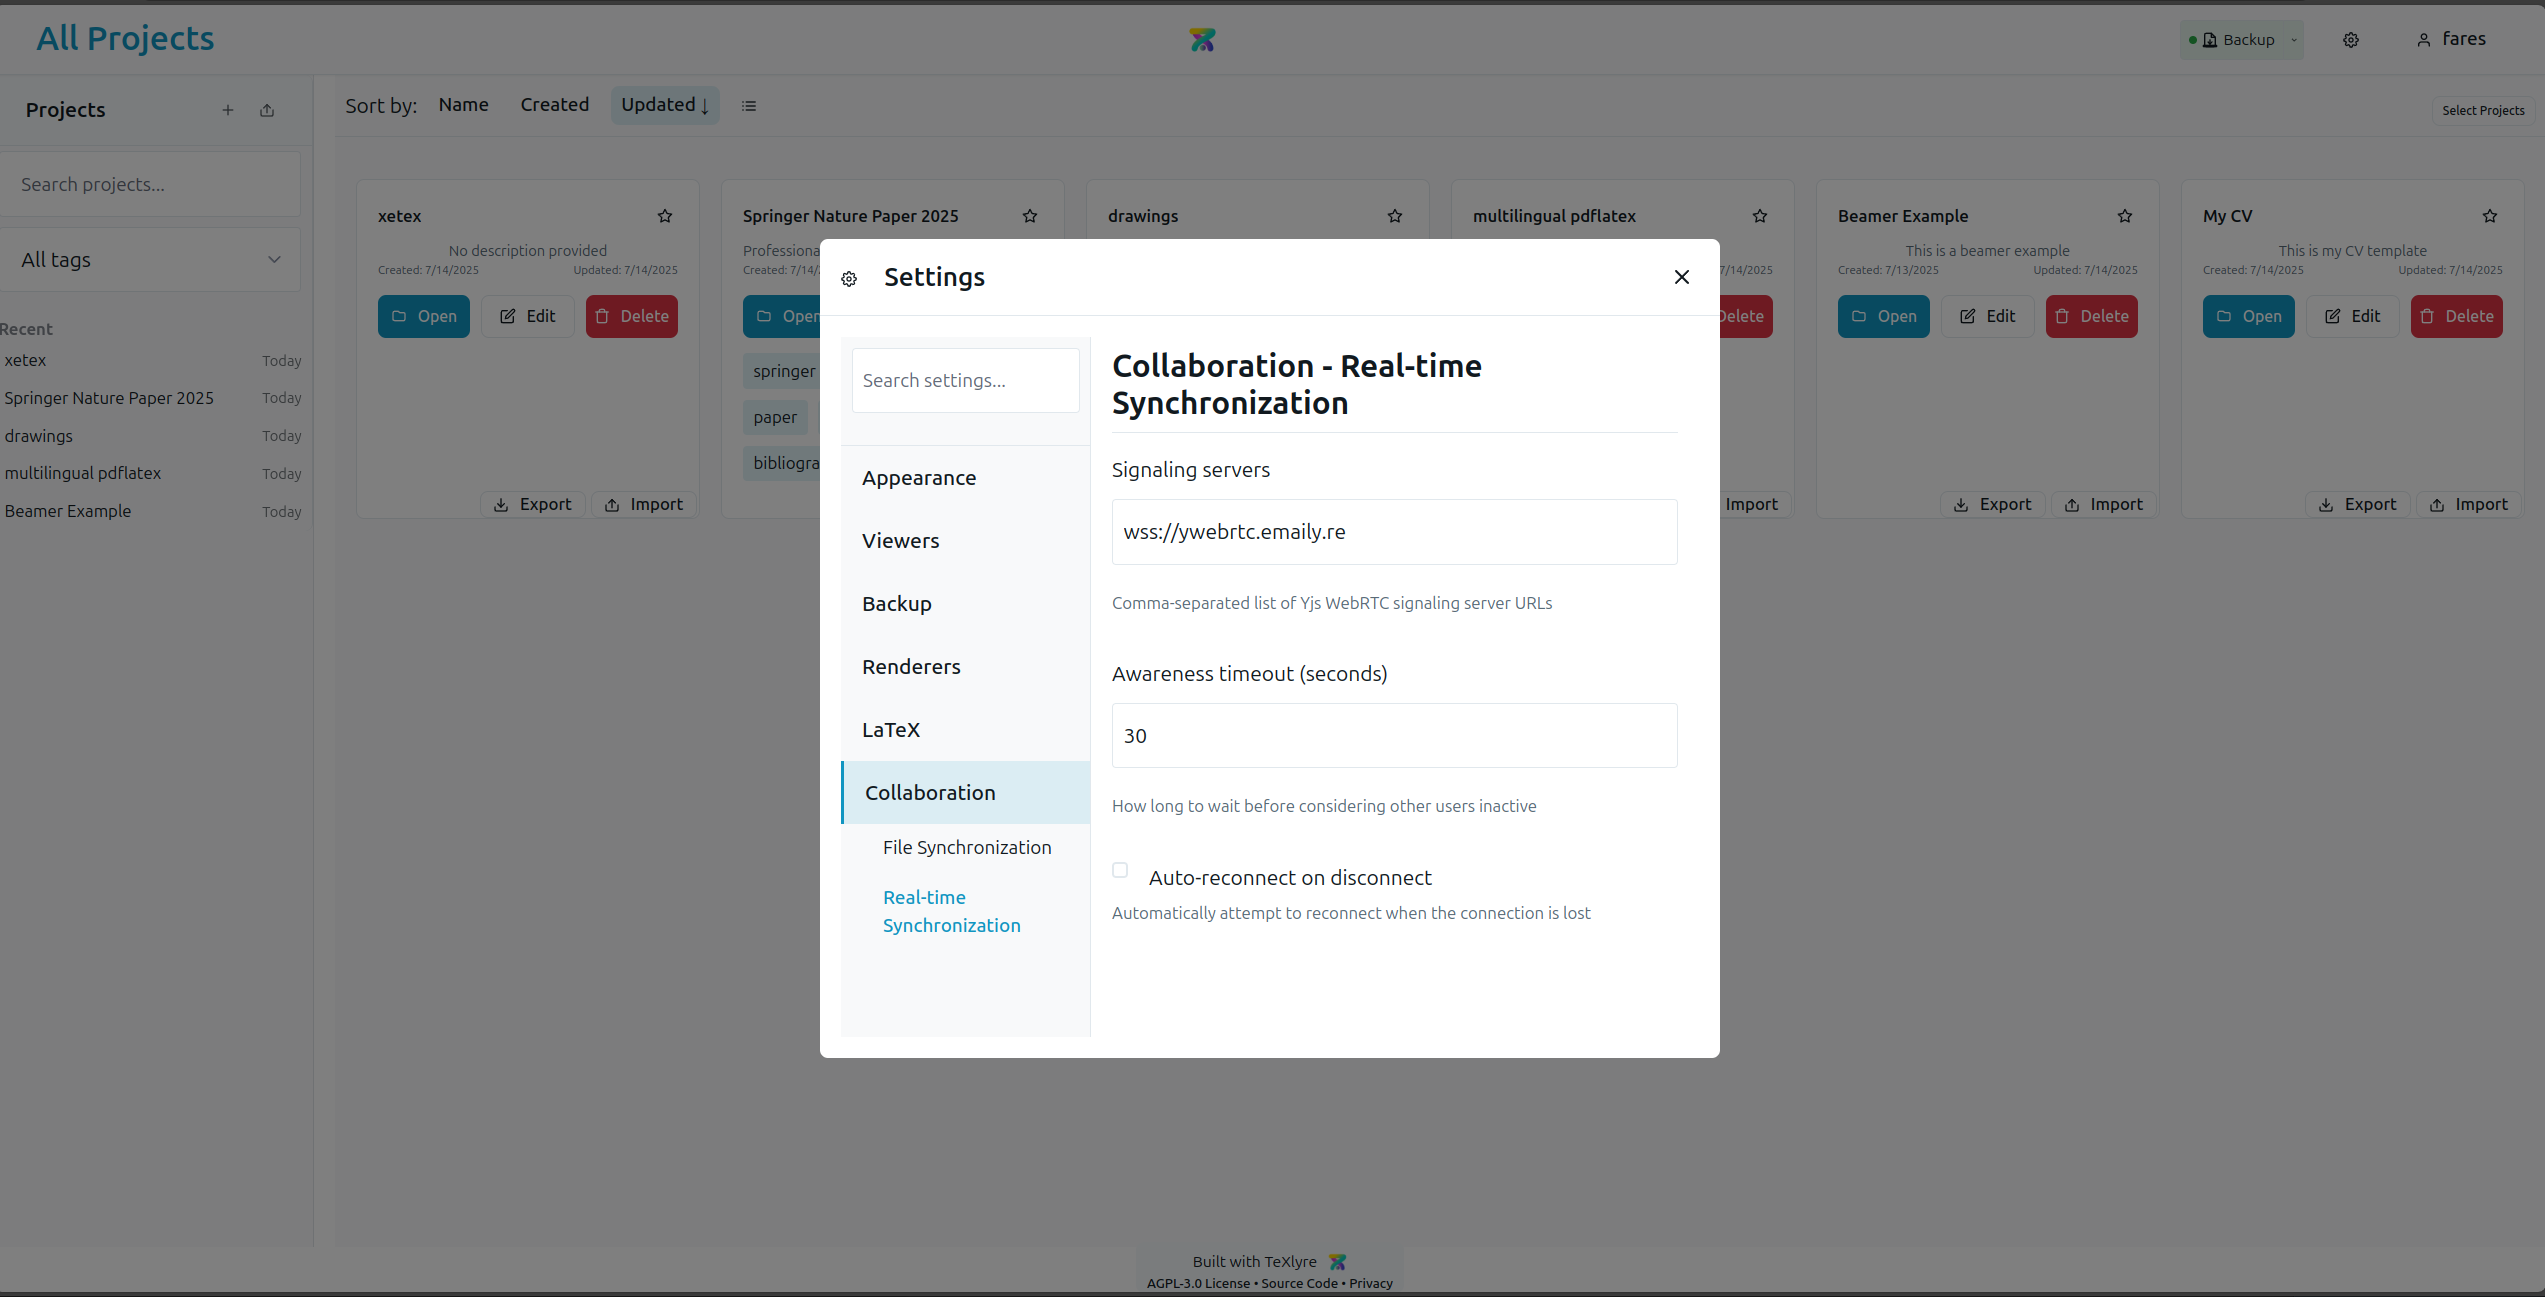 All Projects
Backup
fares
Projects
Sort by:
Name
Created
Updated ↓
Select Projects
Search projects...
All tags
Recent
xetex Today
Springer Nature Paper 2025 Today
drawings Today
multilingual pdflatex Today
Beamer Example Today
xetex
No description provided
Created: 7/14/2025 Updated: 7/14/2025
Open Edit Delete
Export Import
Springer Nature Paper 2025
Created: 7/14/
springer
paper
drawings
multilingual pdflatex
7/14/2025
Delete
Import
Beamer Example
This is a beamer example
Created: 7/13/2025 Updated: 7/14/2025
Open Edit Delete
Export Import
My CV
This is my CV template
Created: 7/14/2025 Updated: 7/14/2025
Open Edit Delete
Export Import
Settings
Search settings...
Appearance
Viewers
Backup
Renderers
LaTeX
Collaboration
File Synchronization
Real-time
Synchronization
Collaboration - Real-time
Synchronization
Signaling servers
wss://ywebrtc.emaily.re
Comma-separated list of Yjs WebRTC signaling server URLs
Awareness timeout (seconds)
30
How long to wait before considering other users inactive
Auto-reconnect on disconnect
Automatically attempt to reconnect when the connection is lost
Built with TeXlyre
AGPL-3.0 License • Source Code • Privacy